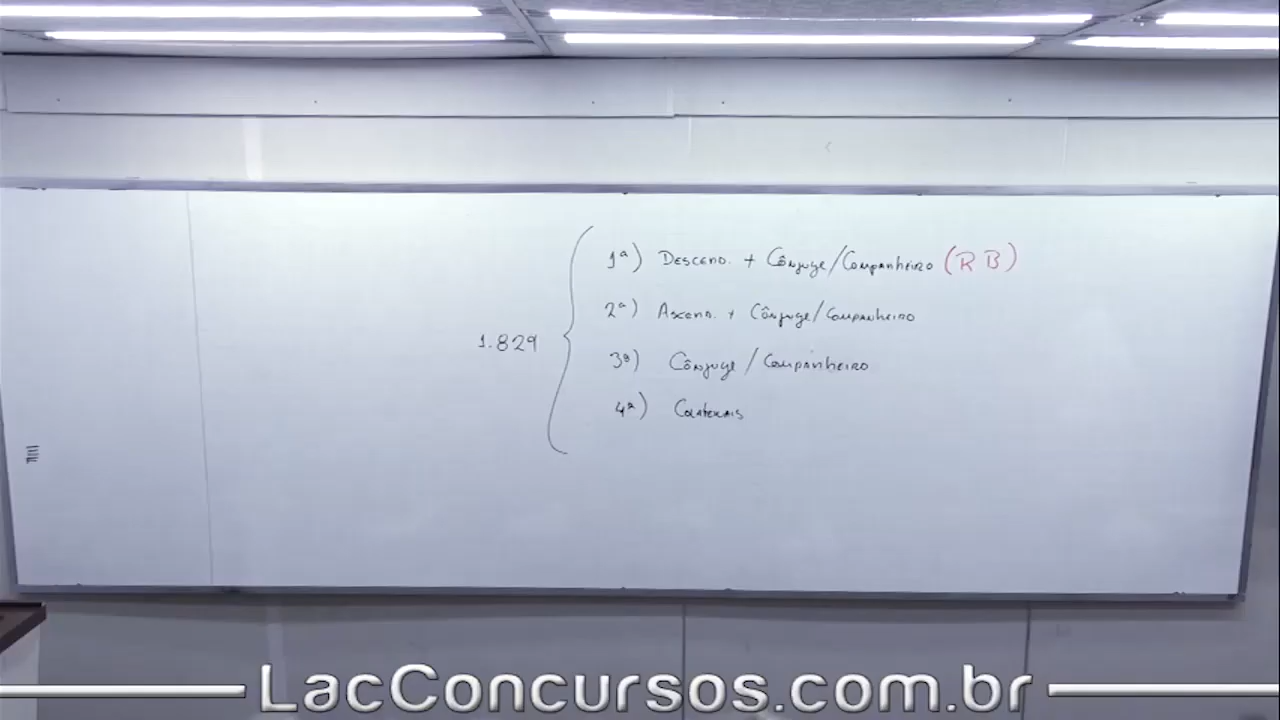 1ª) Descend. + Cônjuge/Companheiro (RB)
2ª) Ascend. + Cônjuge/Companheiro
1.829
3ª) Cônjuge / Companheiro
4ª) Colaterais
LacConcursos.com.br